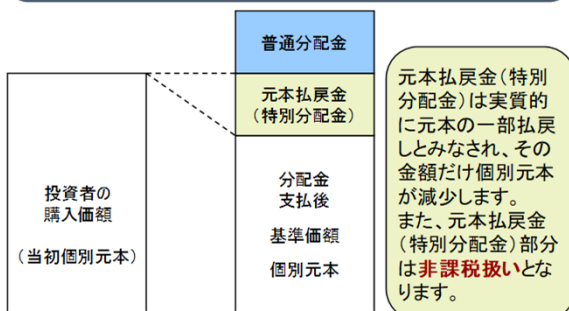 普通分配金
元本払戻金
（特別分配金）
投資者の
購入価額
（当初個別元本）
分配金
支払後
基準価額
個別元本
元本払戻金（特別
分配金）は実質的
に元本の一部払戻
しとみなされ、その
金額だけ個別元本
が減少します。
また、元本払戻金
（特別分配金）部分
は非課税扱いとな
ります。